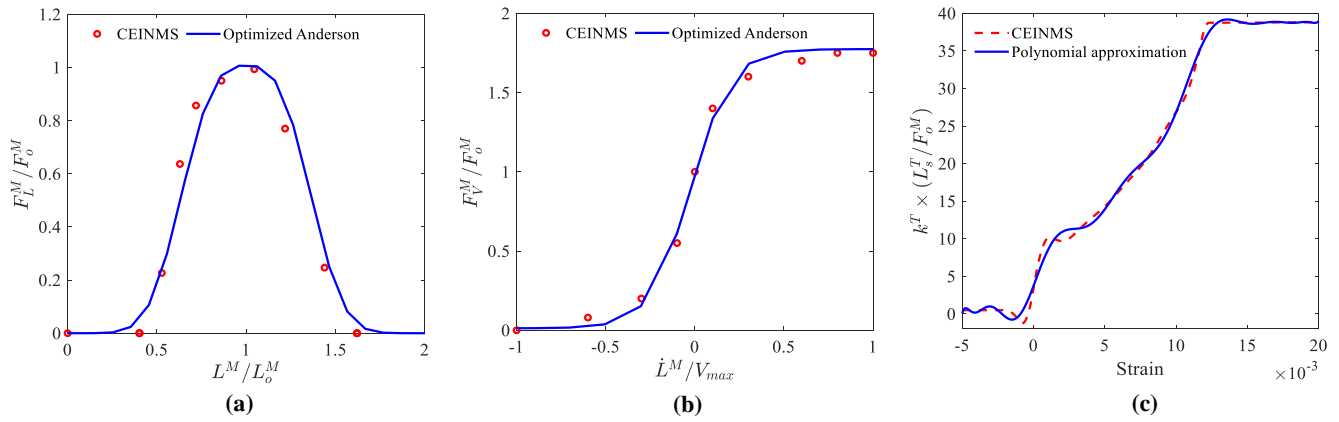 CEINMS
Optimized Anderson
1.2
1
0.8
0.6
0.4
0.2
0
F_L^M/F_o^M
0 0.5 1 1.5 2
L^M/L_o^M
(a)
CEINMS
Optimized Anderson
2
1.5
1
0.5
0
F_V^M/F_o^M
-1 -0.5 0 0.5 1
L̇^M/V_max
(b)
CEINMS
Polynomial approximation
40
35
30
25
20
15
10
5
0
k^T × (L_s^T/F_o^M)
-5 0 5 10 15 20
Strain
×10^-3
(c)